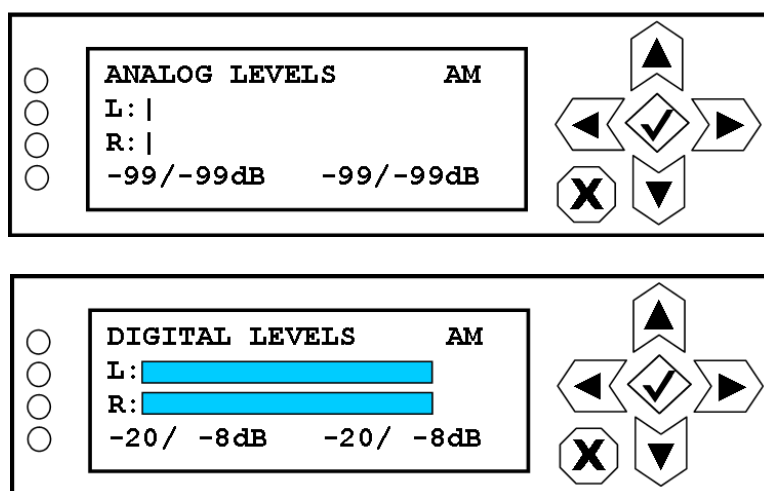 ANALOG LEVELS AM
L:|
R:|
-99/-99dB -99/-99dB
X
DIGITAL LEVELS AM
L:
R:
-20/ -8dB -20/ -8dB
X